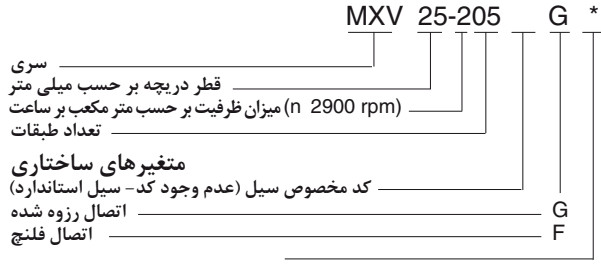 MXV 25-205 G *
سری
قطر دریچه بر حسب میلی متر
میزان ظرفیت بر حسب متر مکعب بر ساعت (n 2900 rpm)
تعداد طبقات
متغیرهای ساختاری
کد مخصوص سیل (عدم وجود کد- سیل استاندارد)
اتصال رزوه شده G
اتصال فلنچ F